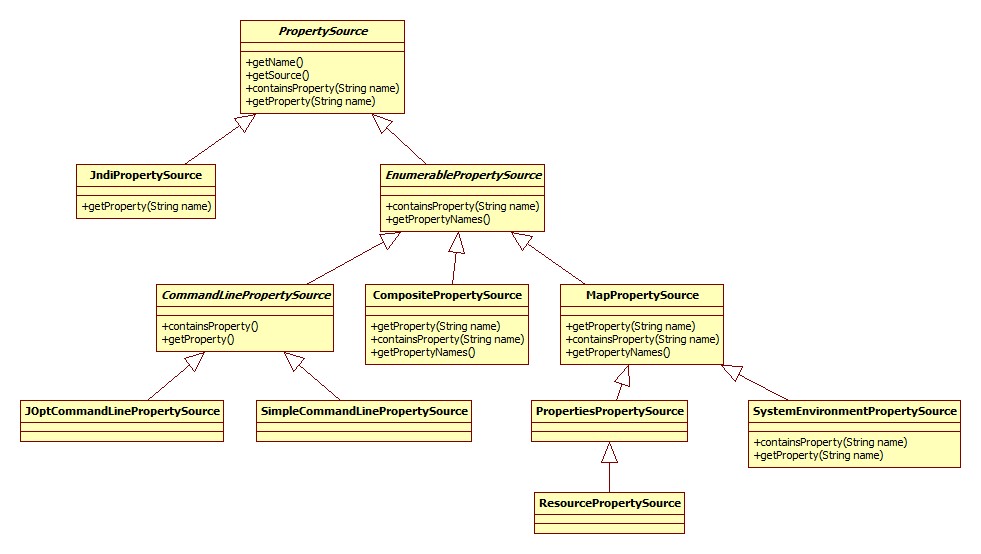 PropertySource
+getName()
+getSource()
+containsProperty(String name)
+getProperty(String name)
JndiPropertySource
+getProperty(String name)
EnumerablePropertySource
+containsProperty(String name)
+getPropertyNames()
CommandLinePropertySource
+containsProperty()
+getProperty()
CompositePropertySource
+getProperty(String name)
+containsProperty(String name)
+getPropertyNames()
MapPropertySource
+getProperty(String name)
+containsProperty(String name)
+getPropertyNames()
JOptCommandLinePropertySource
SimpleCommandLinePropertySource
PropertiesPropertySource
SystemEnvironmentPropertySource
+containsProperty(String name)
+getProperty(String name)
ResourcePropertySource